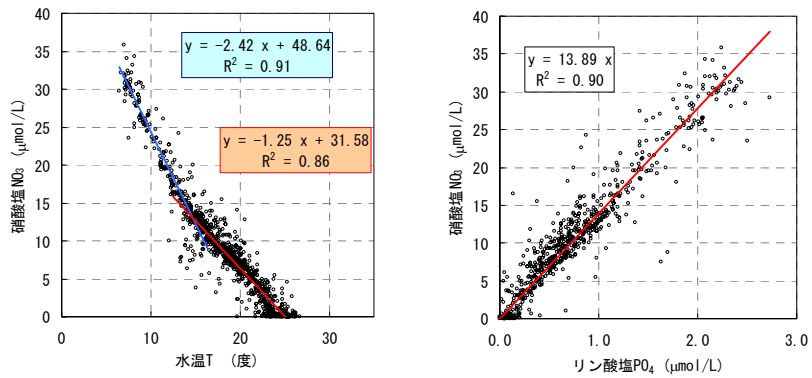 y = -2.42 x + 48.64
R² = 0.91
y = -1.25 x + 31.58
R² = 0.86
硝酸塩NO₃ (μmol/L)
40
35
30
25
20
15
10
5
0
0
10
20
30
水温T (度)
y = 13.89 x
R² = 0.90
硝酸塩NO₃ (μmol/L)
40
35
30
25
20
15
10
5
0
0.0
1.0
2.0
3.0
リン酸塩PO₄ (μmol/L)